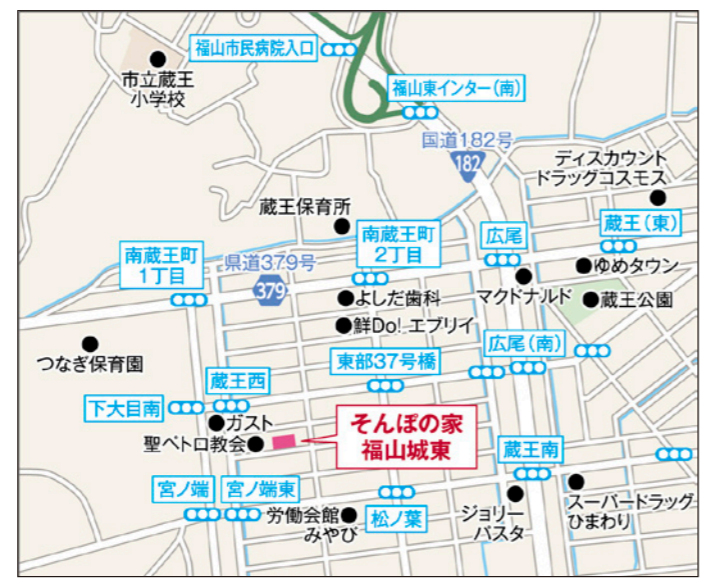 福山市民病院入口
市立蔵王
小学校
福山東インター(南)
国道182号
182
ディスカウント
ドラッグコスモス
蔵王保育所
南蔵王町
2丁目
広尾
蔵王(東)
南蔵王町
1丁目
県道379号
379
ゆめタウン
よしだ歯科
マクドナルド
蔵王公園
鮮Do! エブリイ
つなぎ保育園
東部37号橋
広尾(南)
蔵王西
下大目南
ガスト
聖ペトロ教会
そんぽの家
福山城東
蔵王南
宮ノ端
宮ノ端東
労働会館
みやび
松ノ葉
ジョリー
パスタ
スーパードラッグ
ひまわり